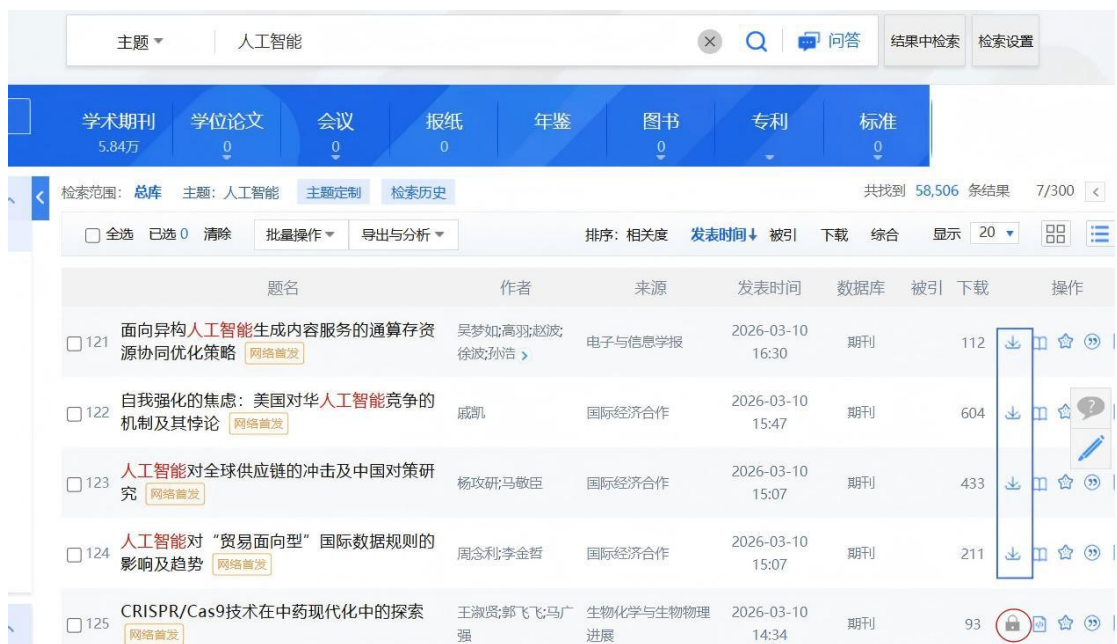 主题 人工智能 问答 结果中检索 检索设置
学术期刊 学位论文 会议 报纸 年鉴 图书 专利 标准
5.84万 0 0 0 0 0
检索范围： 总库 主题：人工智能 主题定制 检索历史 共找到 58,506 条结果 7/300
全选 已选 0 清除 批量操作 导出与分析 排序：相关度 发表时间↓ 被引 下载 综合 显示 20
题名 作者 来源 发表时间 数据库 被引 下载 操作
121 面向异构人工智能生成内容服务的通算存资 吴梦如;高羽;赵波; 电子与信息学报 2026-03-10 期刊 112
源协同优化策略 网络首发 徐波;孙浩 16:30
122 自我强化的焦虑：美国对华人工智能竞争的 戚凯 国际经济合作 2026-03-10 期刊 604
机制及其悖论 网络首发 15:47
123 人工智能对全球供应链的冲击及中国对策研 杨攻研;马敬臣 国际经济合作 2026-03-10 期刊 433
究 网络首发 15:07
124 人工智能对“贸易面向型”国际数据规则的 周念利;李金哲 国际经济合作 2026-03-10 期刊 211
影响及趋势 网络首发 15:07
125 CRISPR/Cas9技术在中药现代化中的探索 王淑贤;郭飞飞;马广 生物化学与生物物理 2026-03-10 期刊 93
网络首发 强 进展 14:34